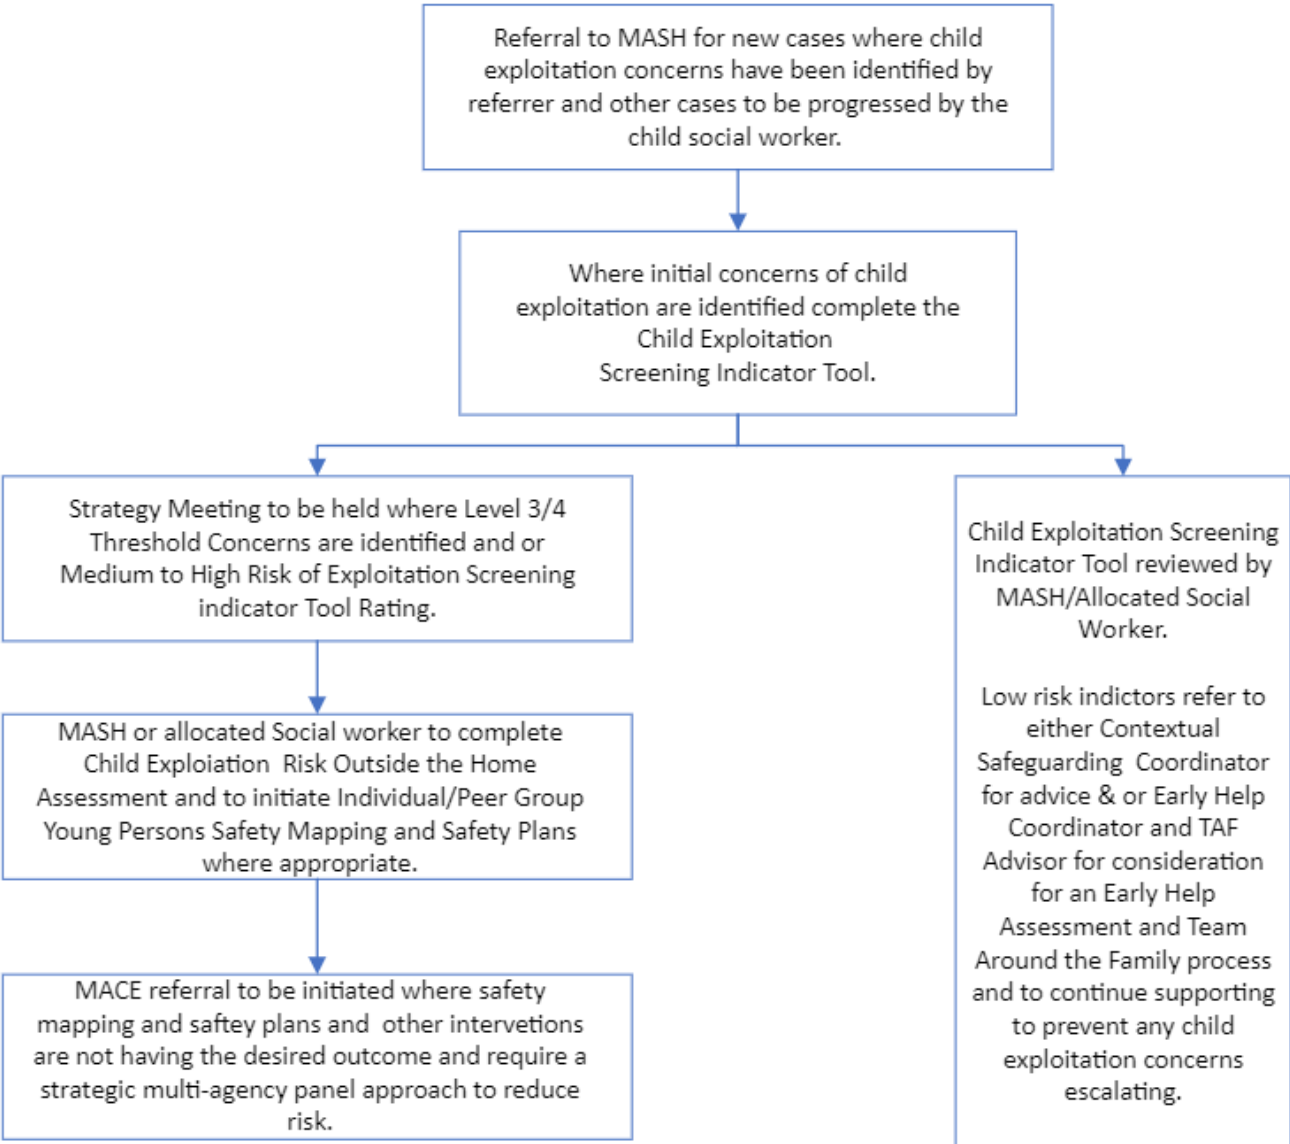 Referral to MASH for new cases where child
exploitation concerns have been identified by
referrer and other cases to be progressed by the
child social worker.
Where initial concerns of child
exploitation are identified complete the
Child Exploitation
Screening Indicator Tool.
Strategy Meeting to be held where Level 3/4
Threshold Concerns are identified and or
Medium to High Risk of Exploitation Screening
indicator Tool Rating.
MASH or allocated Social worker to complete
Child Exploiation Risk Outside the Home
Assessment and to initiate Individual/Peer Group
Young Persons Safety Mapping and Safety Plans
where appropriate.
MACE referral to be initiated where safety
mapping and saftey plans and other intervetions
are not having the desired outcome and require a
strategic multi-agency panel approach to reduce
risk.
Child Exploitation Screening
Indicator Tool reviewed by
MASH/Allocated Social
Worker.
Low risk indictors refer to
either Contextual
Safeguarding Coordinator
for advice & or Early Help
Coordinator and TAF
Advisor for consideration
for an Early Help
Assessment and Team
Around the Family process
and to continue supporting
to prevent any child
exploitation concerns
escalating.